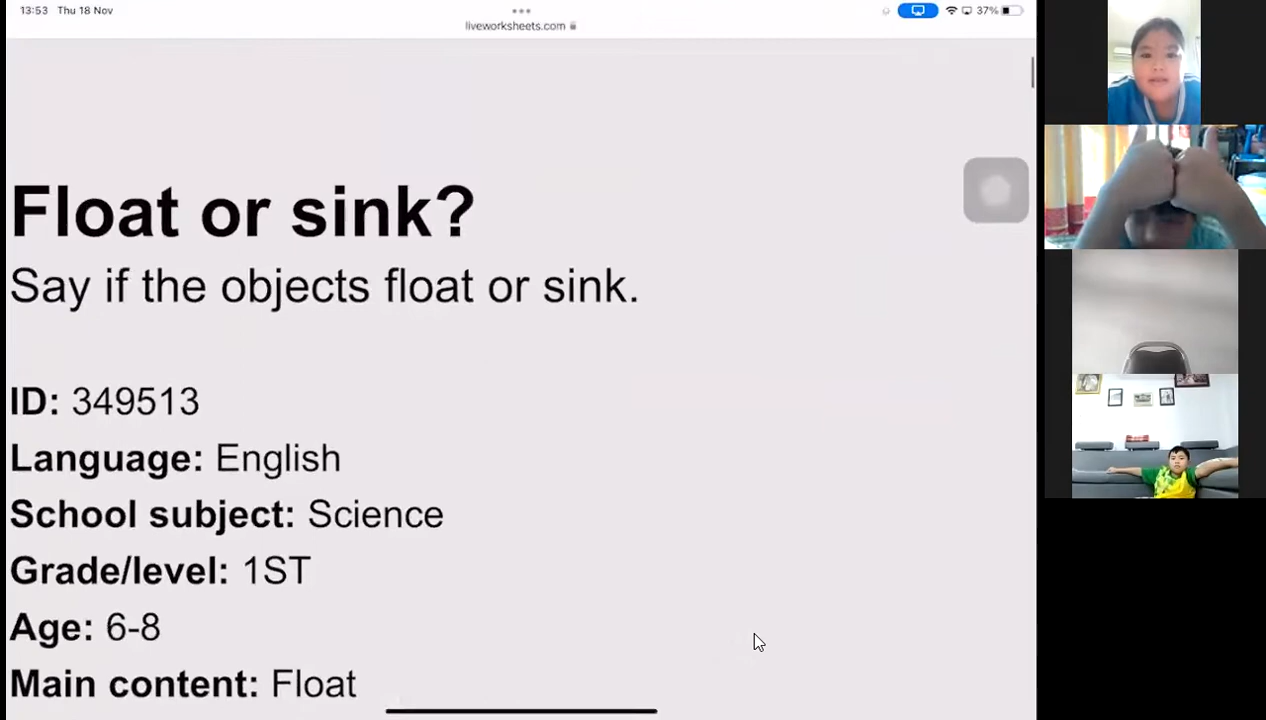 13:53 Thu 18 Nov
37%
liveworksheets.com
Float or sink?
Say if the objects float or sink.
ID: 349513
Language: English
School subject: Science
Grade/level: 1ST
Age: 6-8
Main content: Float